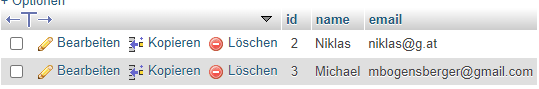 + Optionen
←T→ id name email
Bearbeiten Kopieren Löschen 2 Niklas niklas@g.at
Bearbeiten Kopieren Löschen 3 Michael mbogensberger@gmail.com